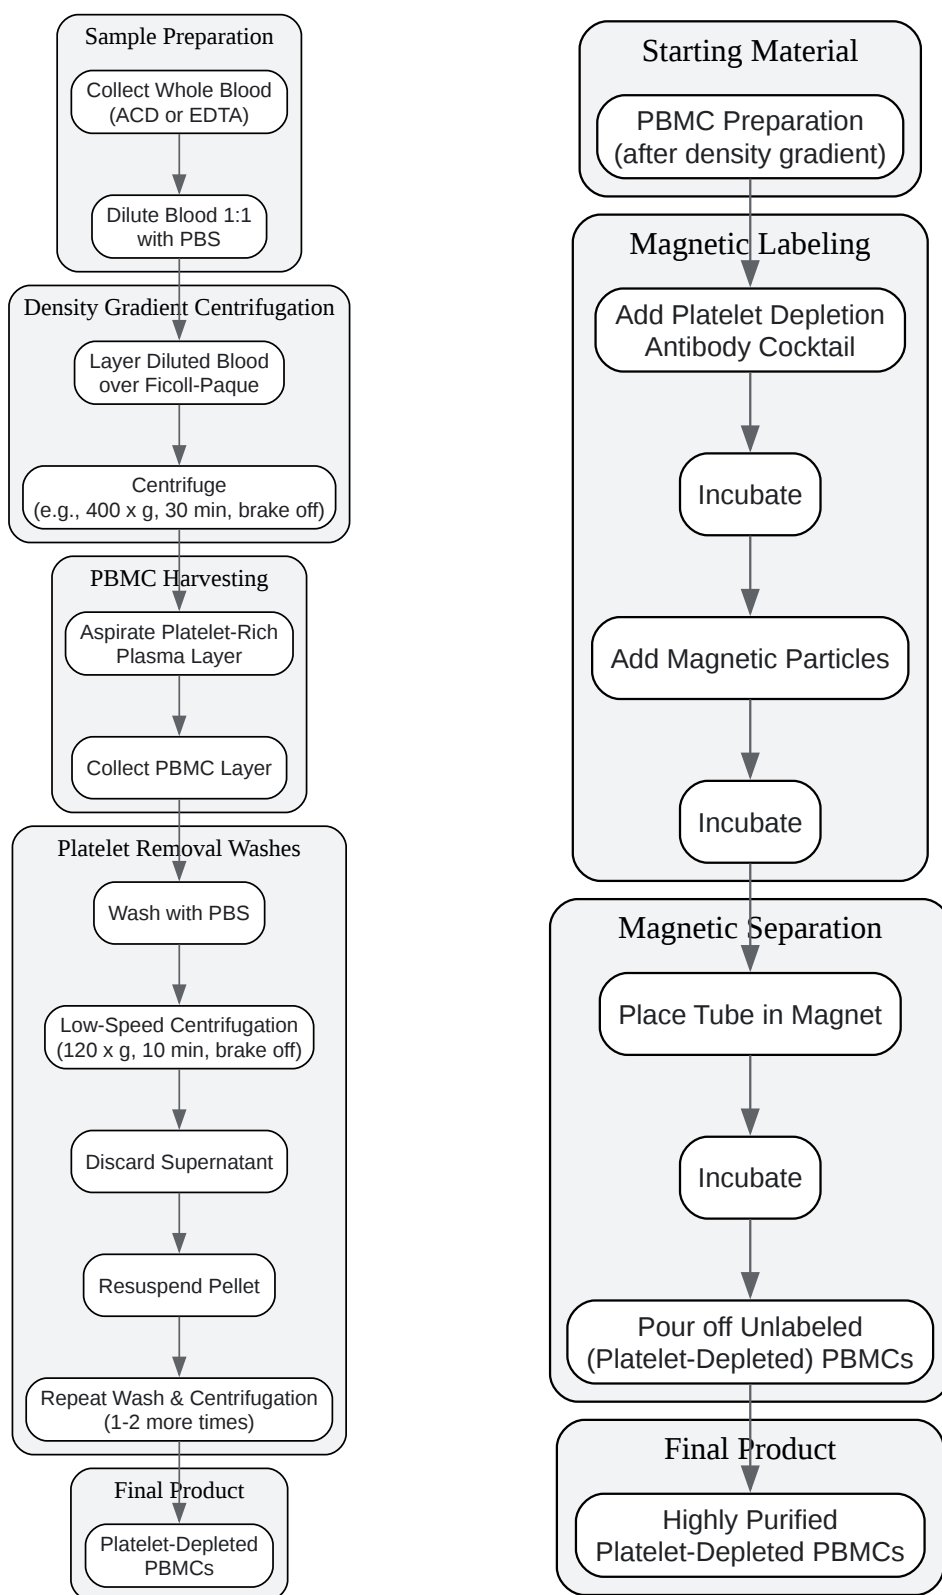 Sample Preparation
Collect Whole Blood
(ACD or EDTA)
Dilute Blood 1:1
with PBS
Density Gradient Centrifugation
Layer Diluted Blood
over Ficoll-Paque
Centrifuge
(e.g., 400 x g, 30 min, brake off)
PBMC Harvesting
Aspirate Platelet-Rich
Plasma Layer
Collect PBMC Layer
Platelet Removal Washes
Wash with PBS
Low-Speed Centrifugation
(120 x g, 10 min, brake off)
Discard Supernatant
Resuspend Pellet
Repeat Wash & Centrifugation
(1-2 more times)
Final Product
Platelet-Depleted
PBMCs
Starting Material
PBMC Preparation
(after density gradient)
Magnetic Labeling
Add Platelet Depletion
Antibody Cocktail
Incubate
Add Magnetic Particles
Incubate
Magnetic Separation
Place Tube in Magnet
Incubate
Pour off Unlabeled
(Platelet-Depleted) PBMCs
Final Product
Highly Purified
Platelet-Depleted PBMCs